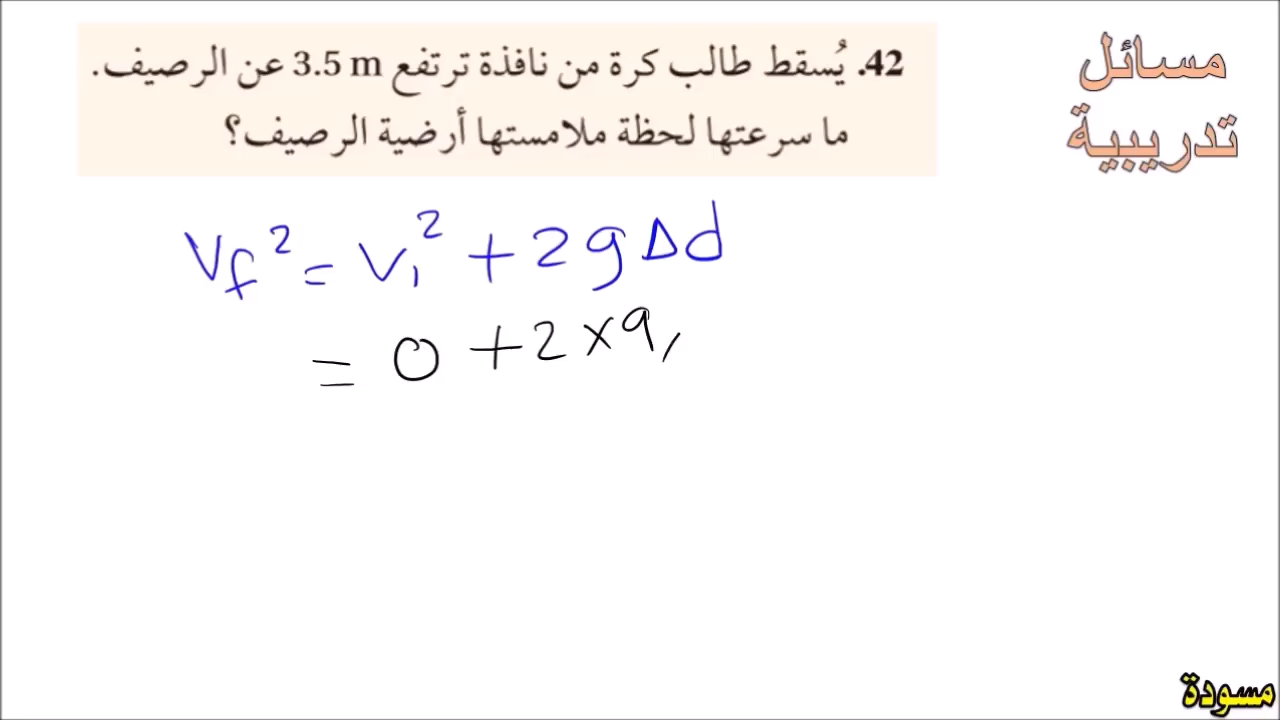 مسائل
تدريبية
42. يُسقط طالب كرة من نافذة ترتفع 3.5 m عن الرصيف.
ما سرعتها لحظة ملامستها أرضية الرصيف؟
Vf² = Vi² + 2gΔd
= 0 + 2 × 9,
مسودة